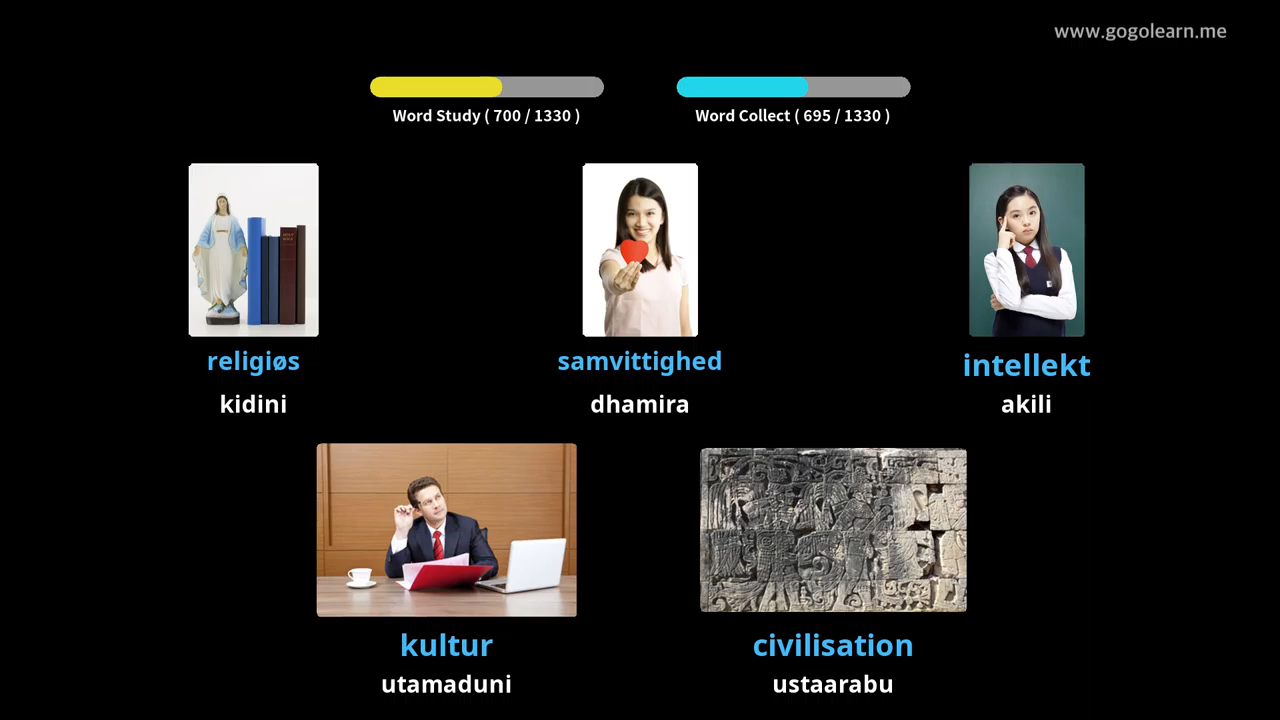 www.gogolearn.me
Word Study ( 700 / 1330 )
Word Collect ( 695 / 1330 )
religiøs
kidini
samvittighed
dhamira
intellekt
akili
kultur
utamaduni
civilisation
ustaarabu